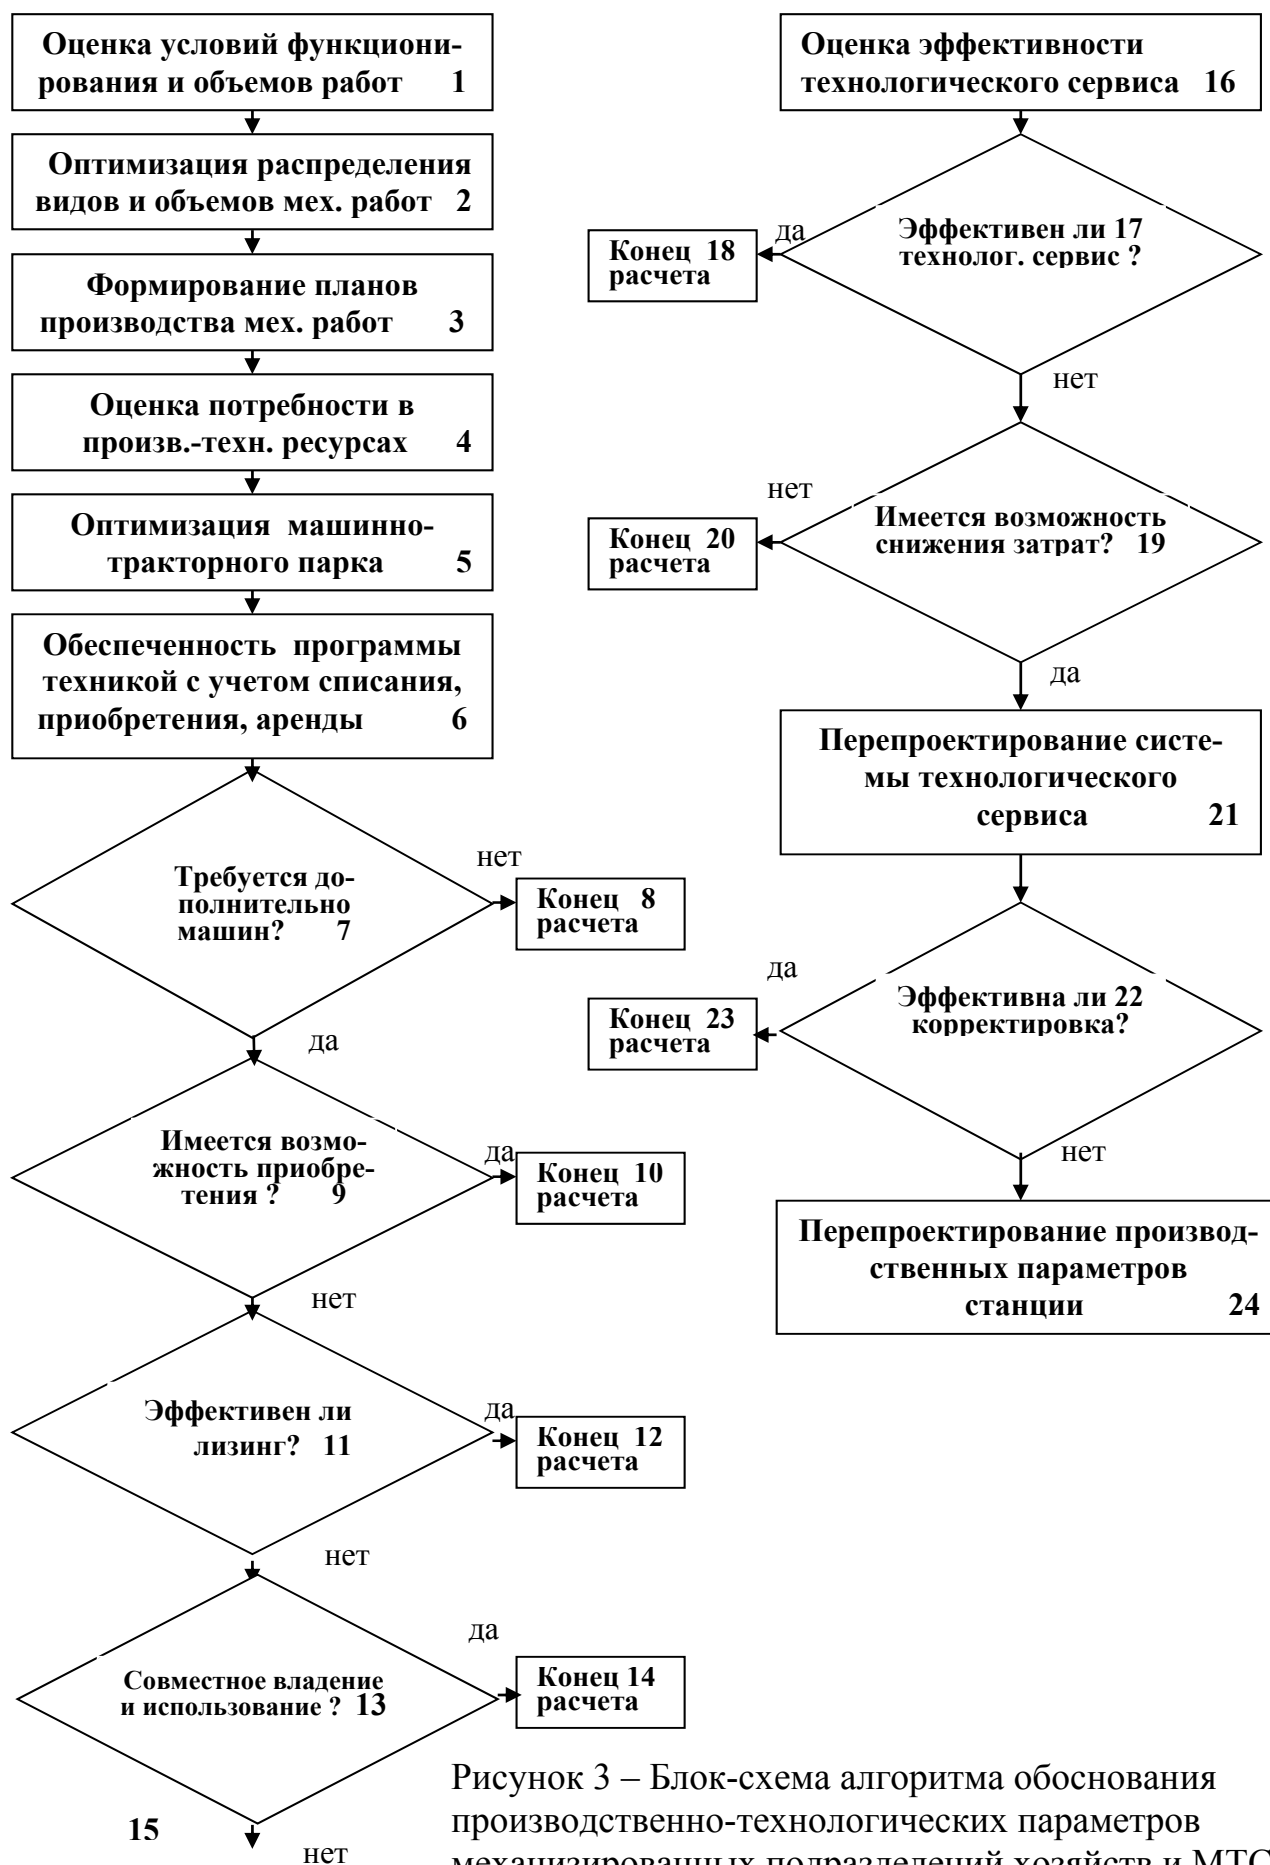 Оценка условий функциони-
рования и объемов работ 1
Оптимизация распределения
видов и объемов мех. работ 2
Формирование планов
производства мех. работ 3
Оценка потребности в
произв.-техн. ресурсах 4
Оптимизация машинно-
тракторного парка 5
Обеспеченность программы
техникой с учетом списания,
приобретения, аренды 6
Требуется до-
полнительно
машин? 7
нет
Конец 8
расчета
да
Имеется возмо-
жность приобре-
тения ? 9
да
Конец 10
расчета
нет
Эффективен ли
лизинг? 11
да
Конец 12
расчета
нет
Совместное владение
и использование ? 13
да
Конец 14
расчета
15
нет
Оценка эффективности
технологического сервиса 16
Эффективен ли 17
технолог. сервис ?
да
Конец 18
расчета
нет
Имеется возможность
снижения затрат? 19
нет
Конец 20
расчета
да
Перепроектирование систе-
мы технологического
сервиса 21
Эффективна ли 22
корректировка?
да
Конец 23
расчета
нет
Перепроектирование производ-
ственных параметров
станции 24
Рисунок 3 – Блок-схема алгоритма обоснования
производственно-технологических параметров
механизированных подразделений хозяйств и МТС